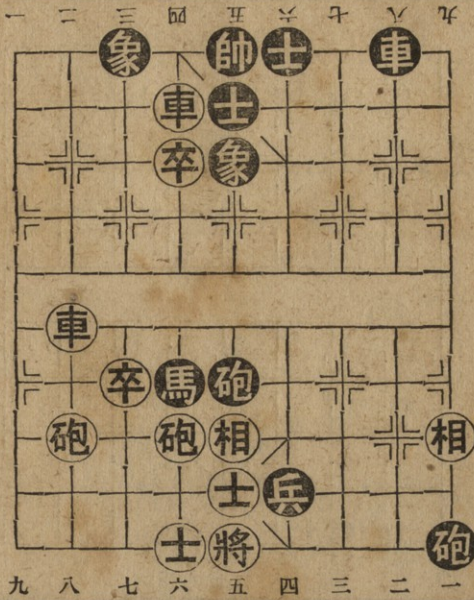 一 二 三 四 五 六 七 八 九
象 帥 士 車
車 士
卒 象
車
卒 馬 砲
砲 砲 相 相
士 兵
士 將 砲
九 八 七 六 五 四 三 二 一